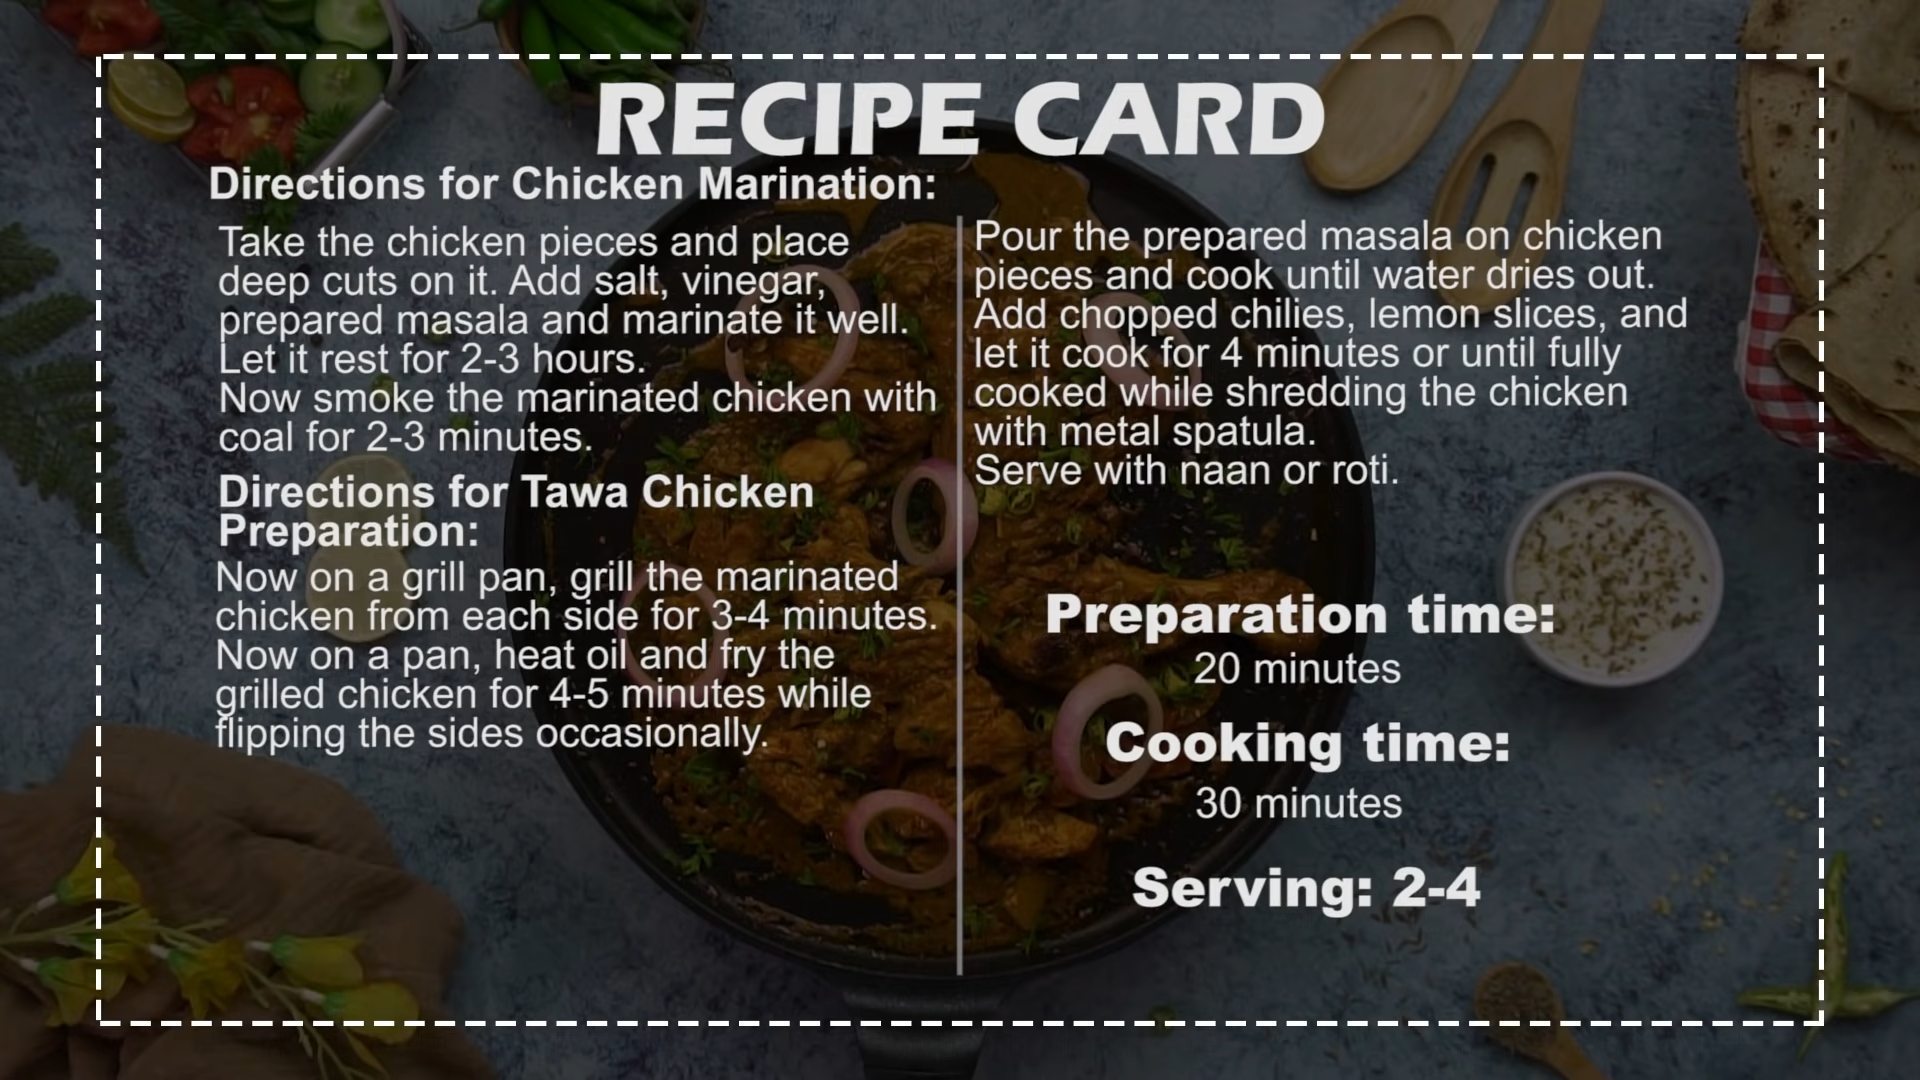 RECIPE CARD
Directions for Chicken Marination:
Take the chicken pieces and place
deep cuts on it. Add salt, vinegar,
prepared masala and marinate it well.
Let it rest for 2-3 hours.
Now smoke the marinated chicken with
coal for 2-3 minutes.
Directions for Tawa Chicken
Preparation:
Now on a grill pan, grill the marinated
chicken from each side for 3-4 minutes.
Now on a pan, heat oil and fry the
grilled chicken for 4-5 minutes while
flipping the sides occasionally.
Pour the prepared masala on chicken
pieces and cook until water dries out.
Add chopped chilies, lemon slices, and
let it cook for 4 minutes or until fully
cooked while shredding the chicken
with metal spatula.
Serve with naan or roti.
Preparation time:
20 minutes
Cooking time:
30 minutes
Serving: 2-4